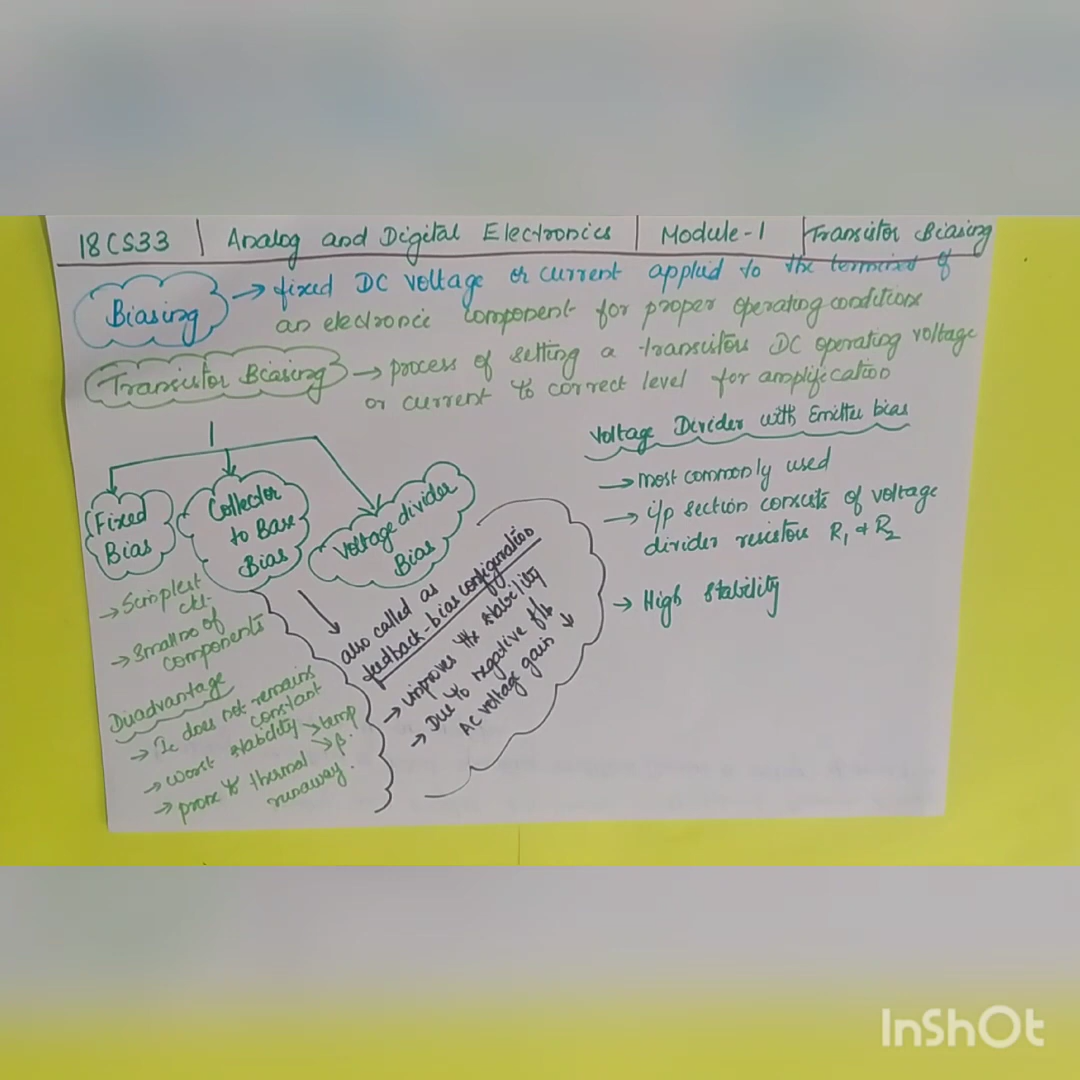 18CS33 | Analog and Digital Electronics | Module-1 | Transistor Biasing
Biasing → fixed DC voltage or current applied to the terminal of
an electronic component for proper operating conditions
Transistor Biasing → process of setting a transistors DC operating voltage
or current to correct level for amplification
Fixed
Bias
Collector
to Base
Bias
Voltage divider
Bias
→ Simplest
ckt.
→ Small no of
components
Disadvantage
→ Ic does not remains
constant
→ worst stability → temp
→ β.
→ prone to thermal
runaway.
also called as
feedback-bias configuration
→ improves the stability
→ Due to negative f/b
AC voltage gain ↓
Voltage Divider with Emitter bias
→ most commonly used
→ i/p section consists of voltage
divider resistors R₁ & R₂
→ High stability
InShOt